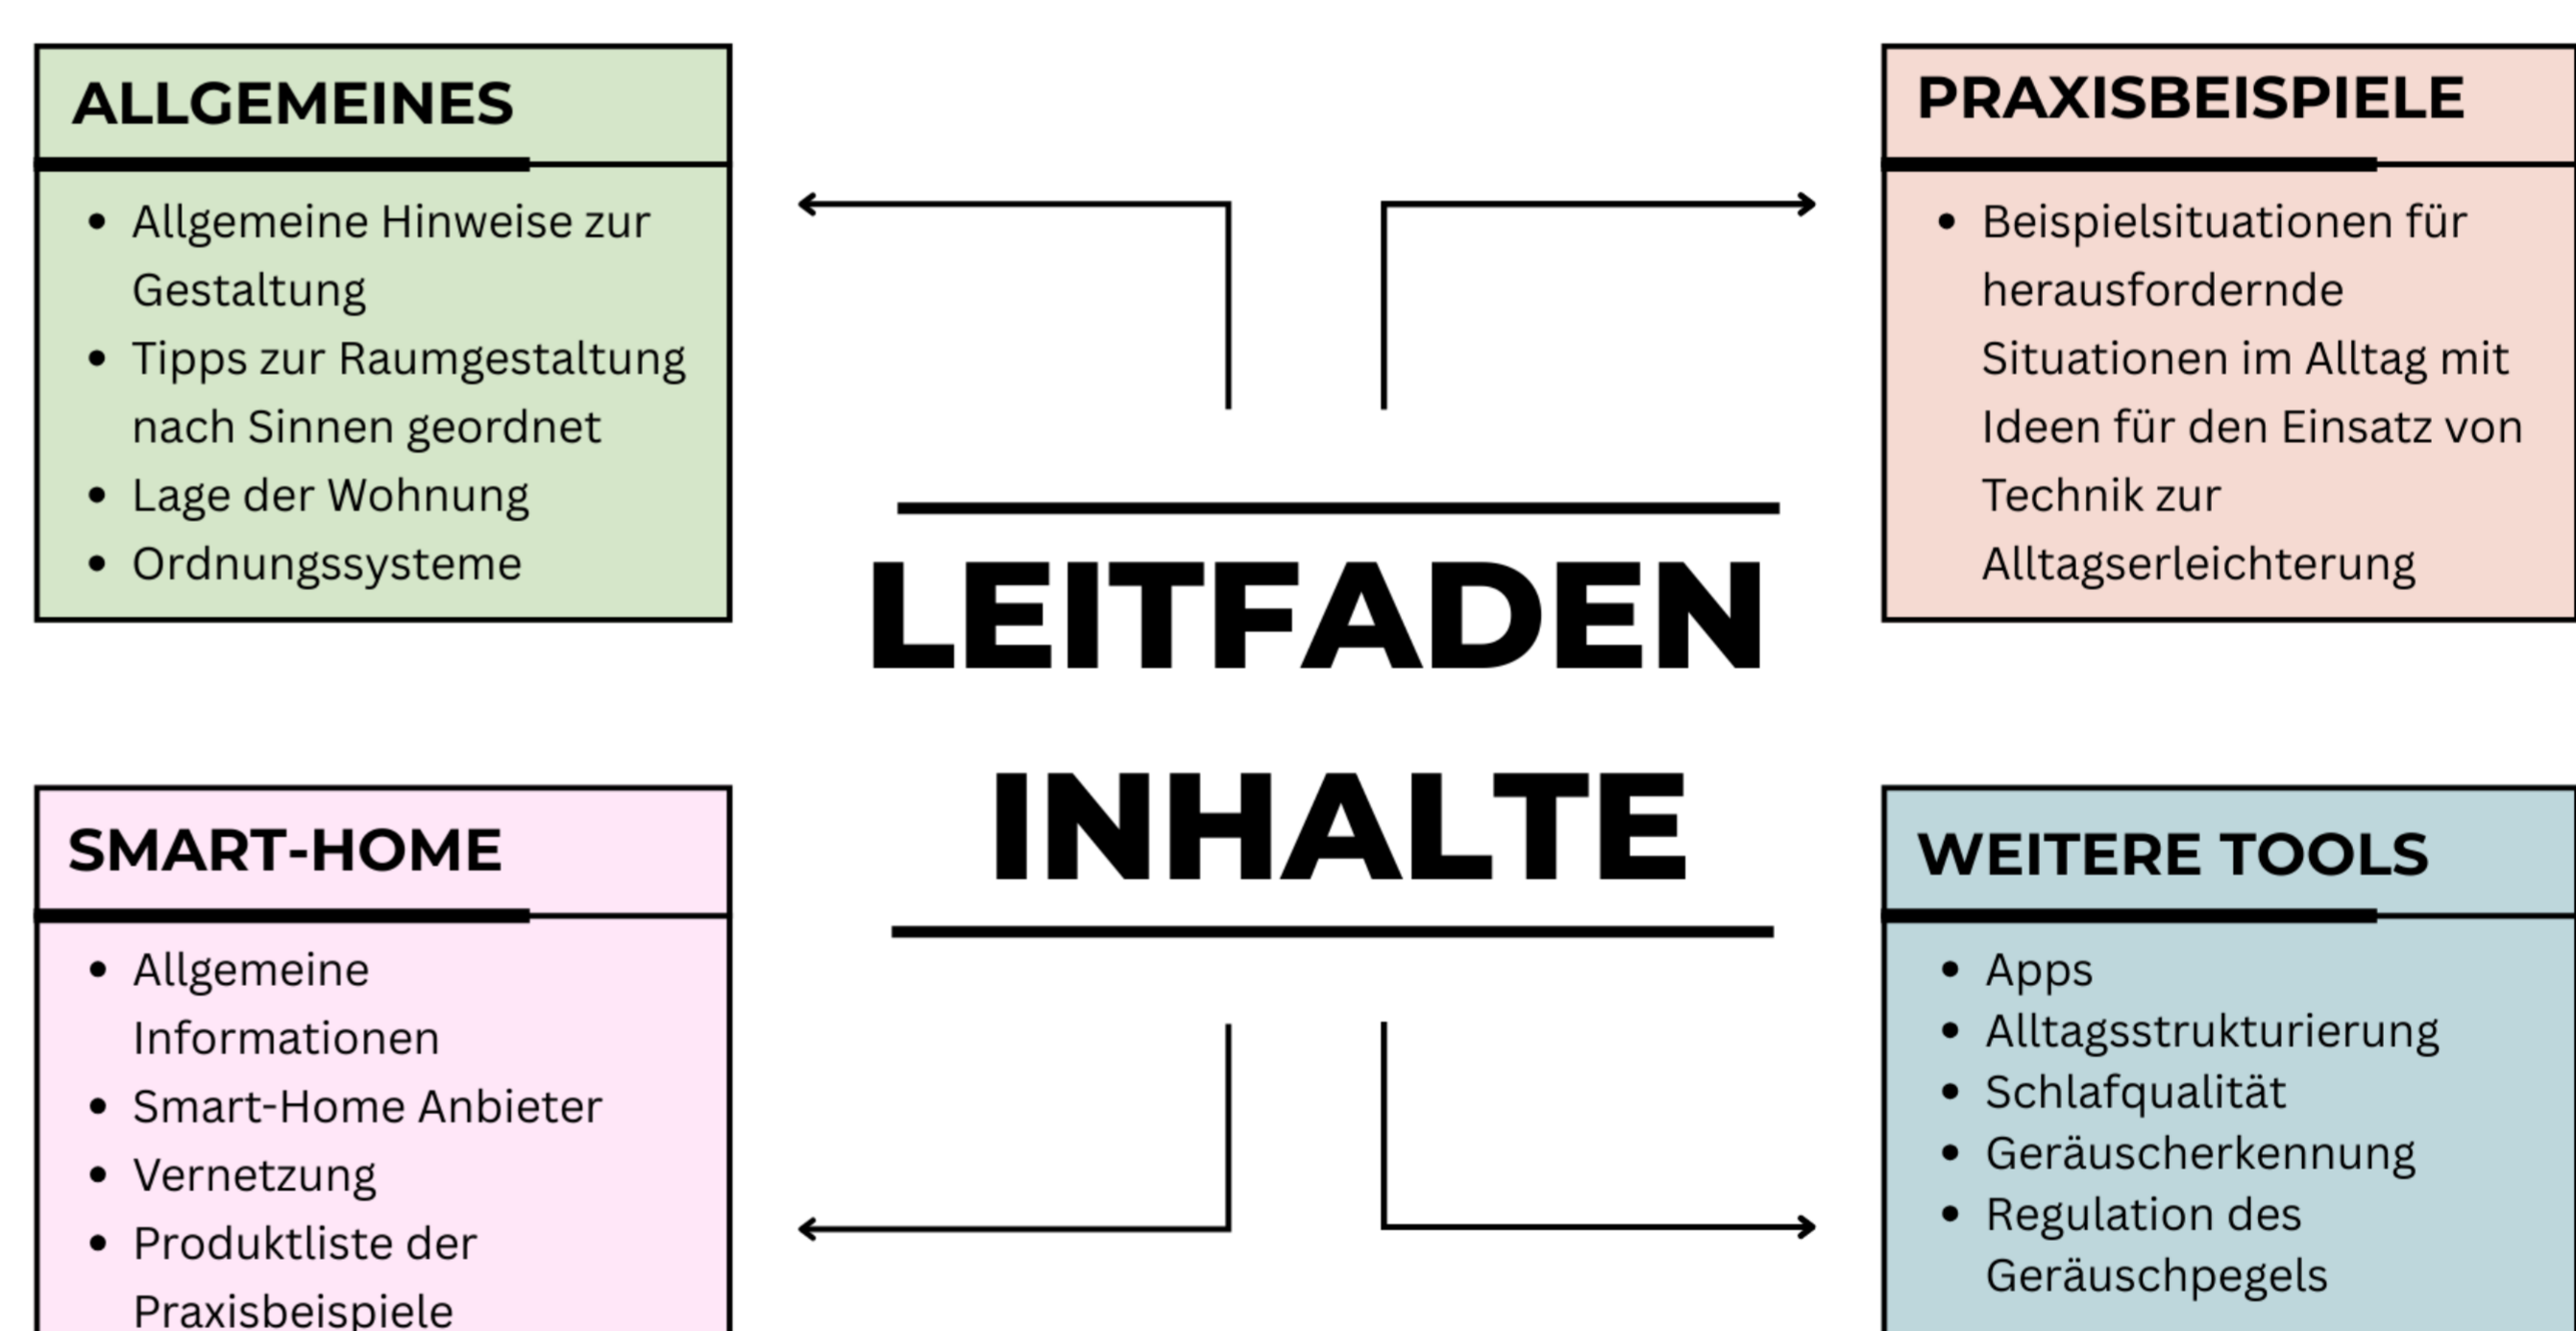 ALLGEMEINES
• Allgemeine Hinweise zur
Gestaltung
• Tipps zur Raumgestaltung
nach Sinnen geordnet
• Lage der Wohnung
• Ordnungssysteme
PRAXISBEISPIELE
• Beispielsituationen für
herausfordernde
Situationen im Alltag mit
Ideen für den Einsatz von
Technik zur
Alltagserleichterung
LEITFADEN
INHALTE
SMART-HOME
• Allgemeine
Informationen
• Smart-Home Anbieter
• Vernetzung
• Produktliste der
Praxisbeispiele
WEITERE TOOLS
• Apps
• Alltagsstrukturierung
• Schlafqualität
• Geräuscherkennung
• Regulation des
Geräuschpegels